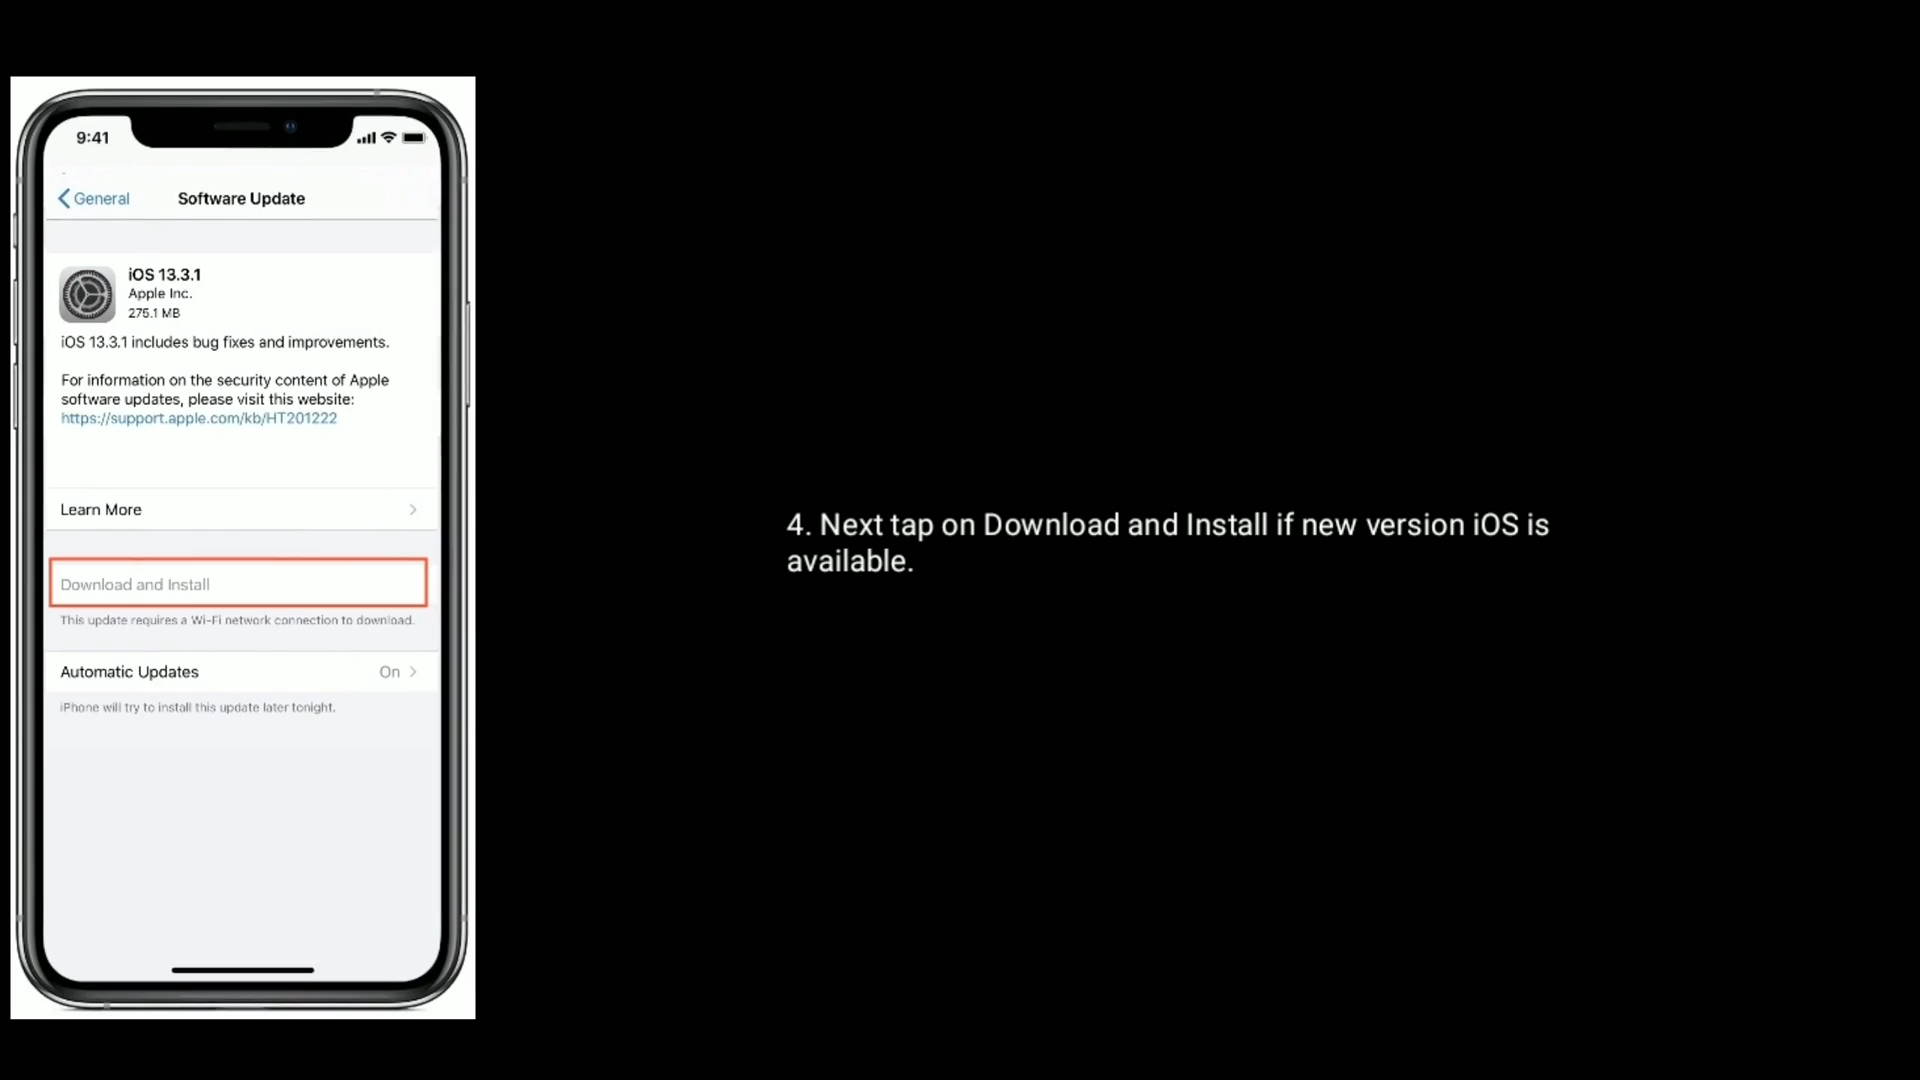 9:41
General
Software Update
iOS 13.3.1
Apple Inc.
275.1 MB
iOS 13.3.1 includes bug fixes and improvements.
For information on the security content of Apple
software updates, please visit this website:
https://support.apple.com/kb/HT201222
Learn More
Download and Install
This update requires a Wi-Fi network connection to download.
Automatic Updates On
iPhone will try to install this update later tonight.
4. Next tap on Download and Install if new version iOS is
available.